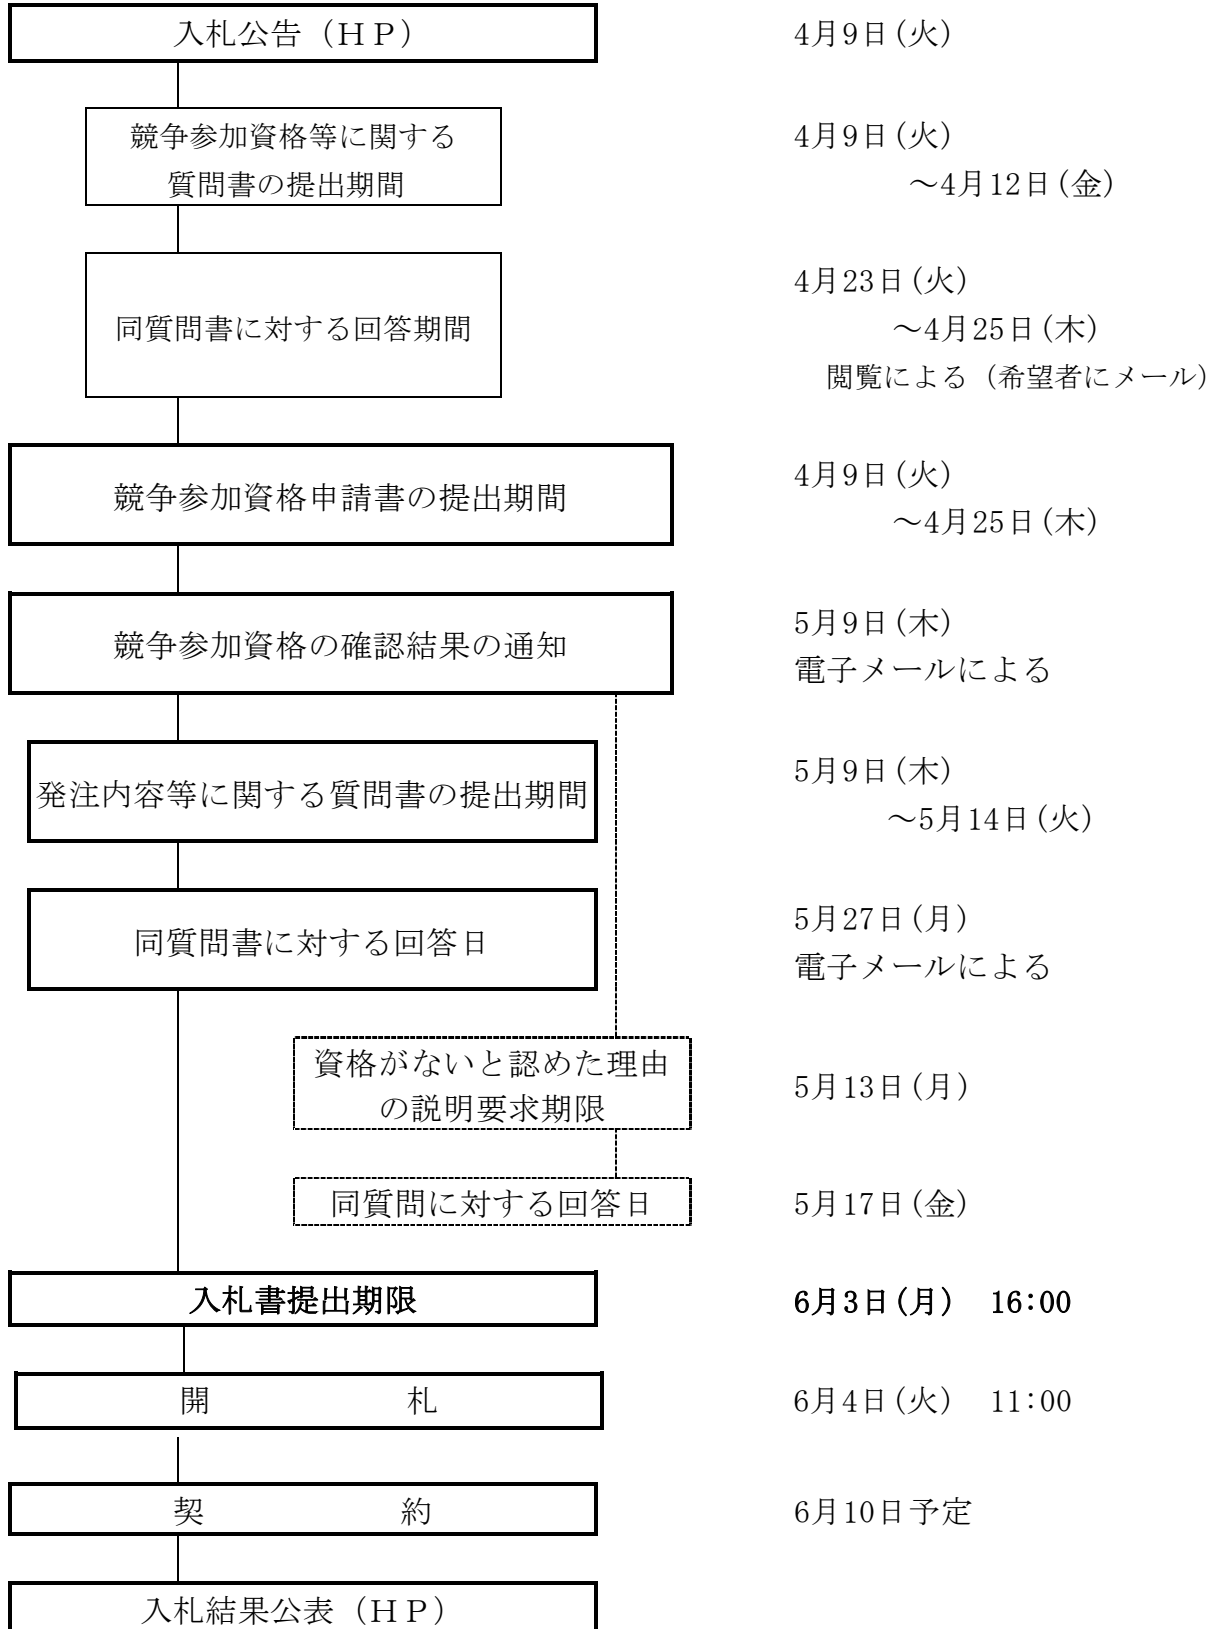 入札公告（ＨＰ）
4月9日(火)
競争参加資格等に関する
質問書の提出期間
4月9日(火)
～4月12日(金)
同質問書に対する回答期間
4月23日(火)
～4月25日(木)
閲覧による（希望者にメール）
競争参加資格申請書の提出期間
4月9日(火)
～4月25日(木)
競争参加資格の確認結果の通知
5月9日(木)
電子メールによる
発注内容等に関する質問書の提出期間
5月9日(木)
～5月14日(火)
同質問書に対する回答日
5月27日(月)
電子メールによる
資格がないと認めた理由
の説明要求期限
5月13日(月)
同質問に対する回答日
5月17日(金)
入札書提出期限
6月3日(月)　16:00
開　　　　　　札
6月4日(火)　11:00
契　　　　　　約
6月10日予定
入札結果公表（ＨＰ）